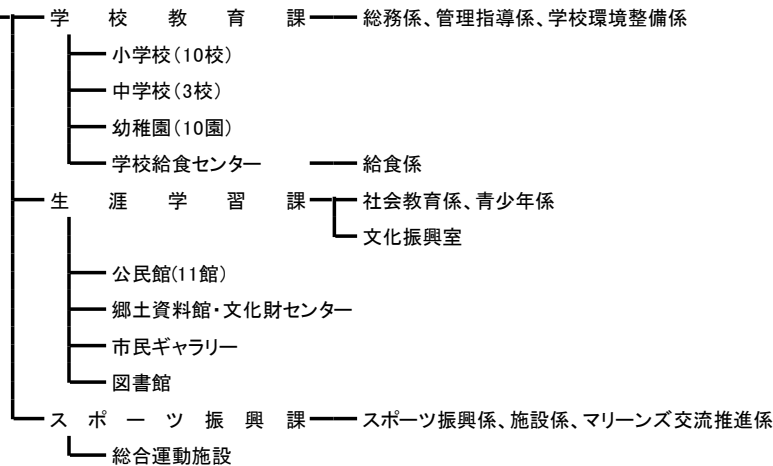 学校教育課 総務係、管理指導係、学校環境整備係
小学校(10校)
中学校(3校)
幼稚園(10園)
学校給食センター 給食係
生涯学習課 社会教育係、青少年係
文化振興室
公民館(11館)
郷土資料館・文化財センター
市民ギャラリー
図書館
スポーツ振興課 スポーツ振興係、施設係、マリーンズ交流推進係
総合運動施設